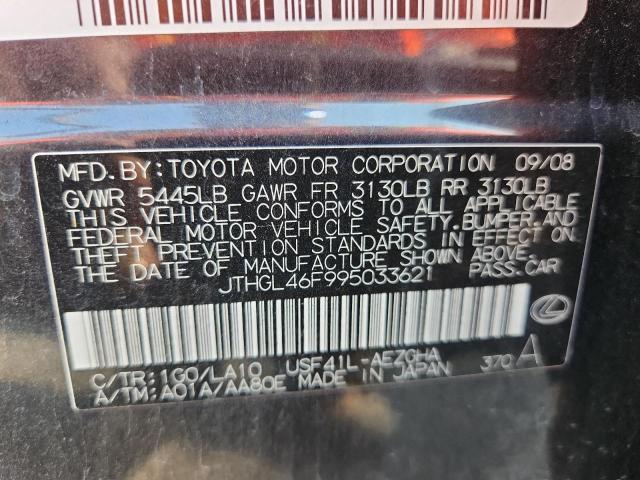 MFD. BY: TOYOTA MOTOR CORPORATION 09/08
GVWR 5445LB GAWR FR 3130LB RR 3130LB
THIS VEHICLE CONFORMS TO ALL APPLICABLE
FEDERAL MOTOR VEHICLE SAFETY, BUMPER, AND
THEFT PREVENTION STANDARDS IN EFFECT ON
THE DATE OF MANUFACTURE SHOWN ABOVE.
JTHGL46F995033621 PASS. CAR
C/TR: 1G0/LA10 USF41L-AEZGHA 370 A
A/TM: A01A/AA80E MADE IN JAPAN